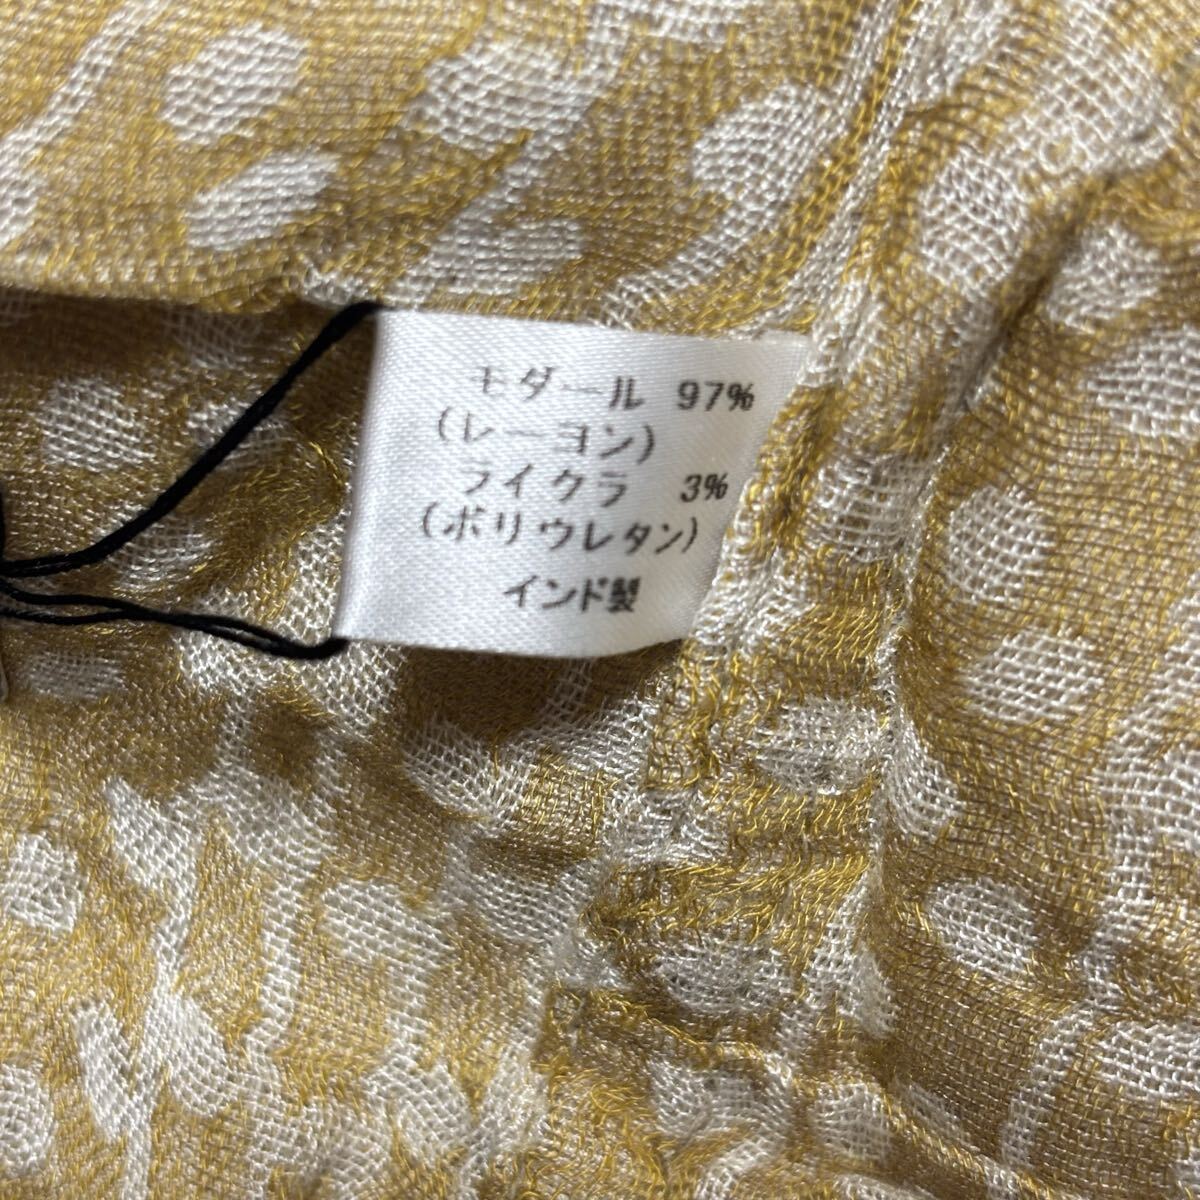 モダール 97%
(レーヨン)
ライクラ 3%
(ポリウレタン)
インド製